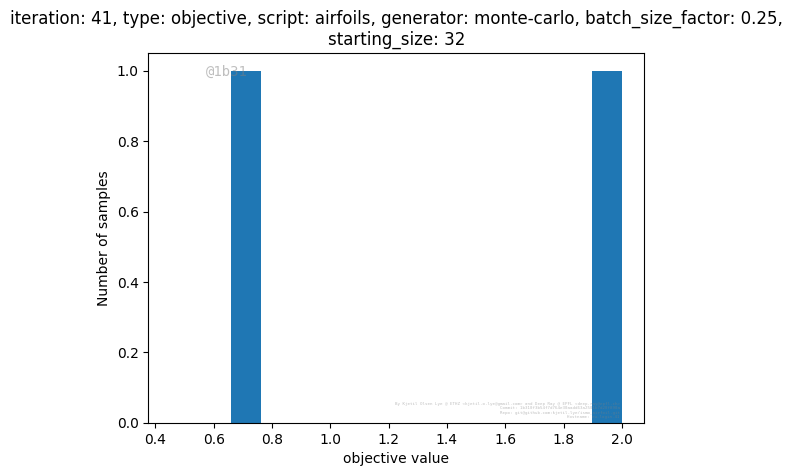 iteration: 41, type: objective, script: airfoils, generator: monte-carlo, batch_size_factor: 0.25,
starting_size: 32
@1b31
1.0
0.8
0.6
0.4
0.2
0.0
Number of samples
0.4 0.6 0.8 1.0 1.2 1.4 1.6 1.8 2.0
objective value